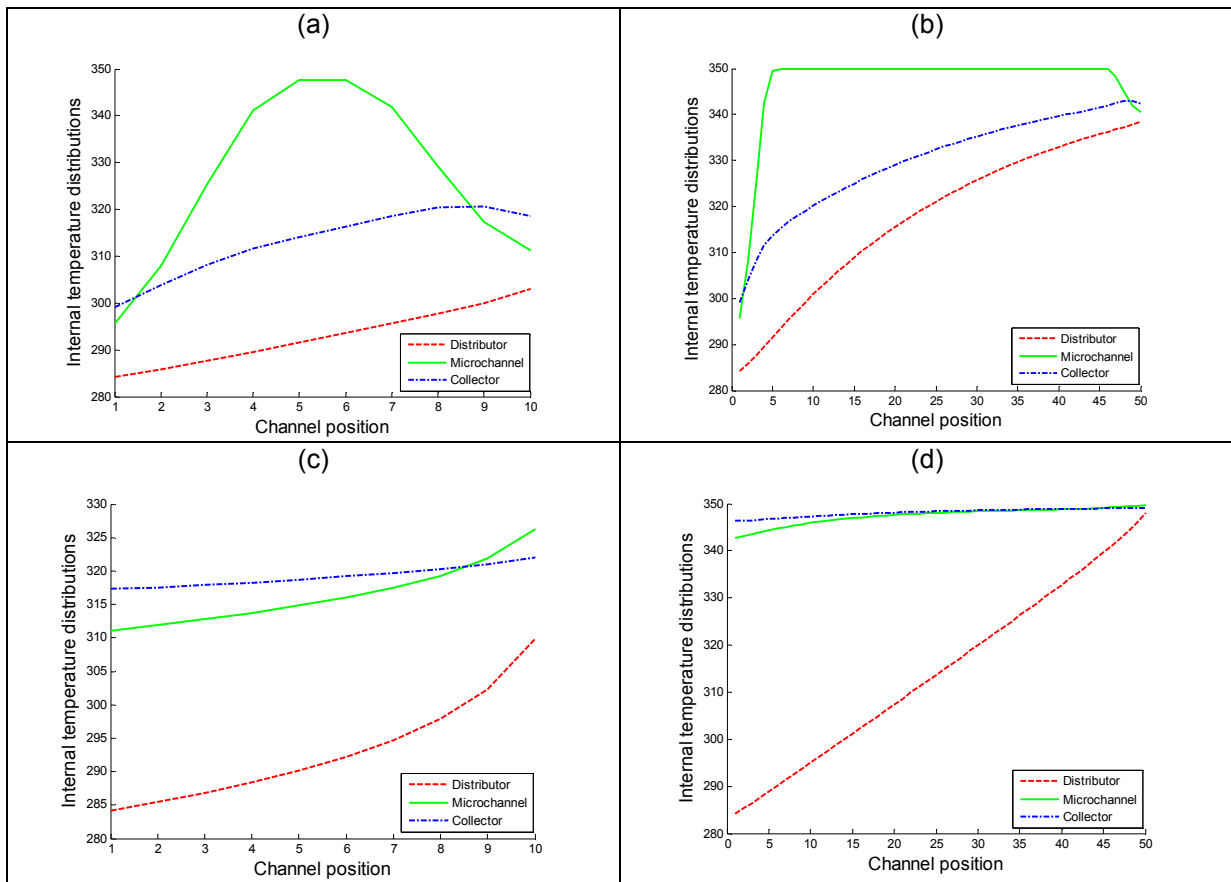 (a)
Internal temperature distributions
350
340
330
320
310
300
290
280
1 2 3 4 5 6 7 8 9 10
Channel position
Distributor
Microchannel
Collector
(b)
Internal temperature distributions
350
340
330
320
310
300
290
280
0 5 10 15 20 25 30 35 40 45 50
Channel position
Distributor
Microchannel
Collector
(c)
Internal temperature distributions
330
325
320
315
310
305
300
295
290
285
280
1 2 3 4 5 6 7 8 9 10
Channel position
Distributor
Microchannel
Collector
(d)
Internal temperature distributions
350
340
330
320
310
300
290
280
0 5 10 15 20 25 30 35 40 45 50
Channel position
Distributor
Microchannel
Collector